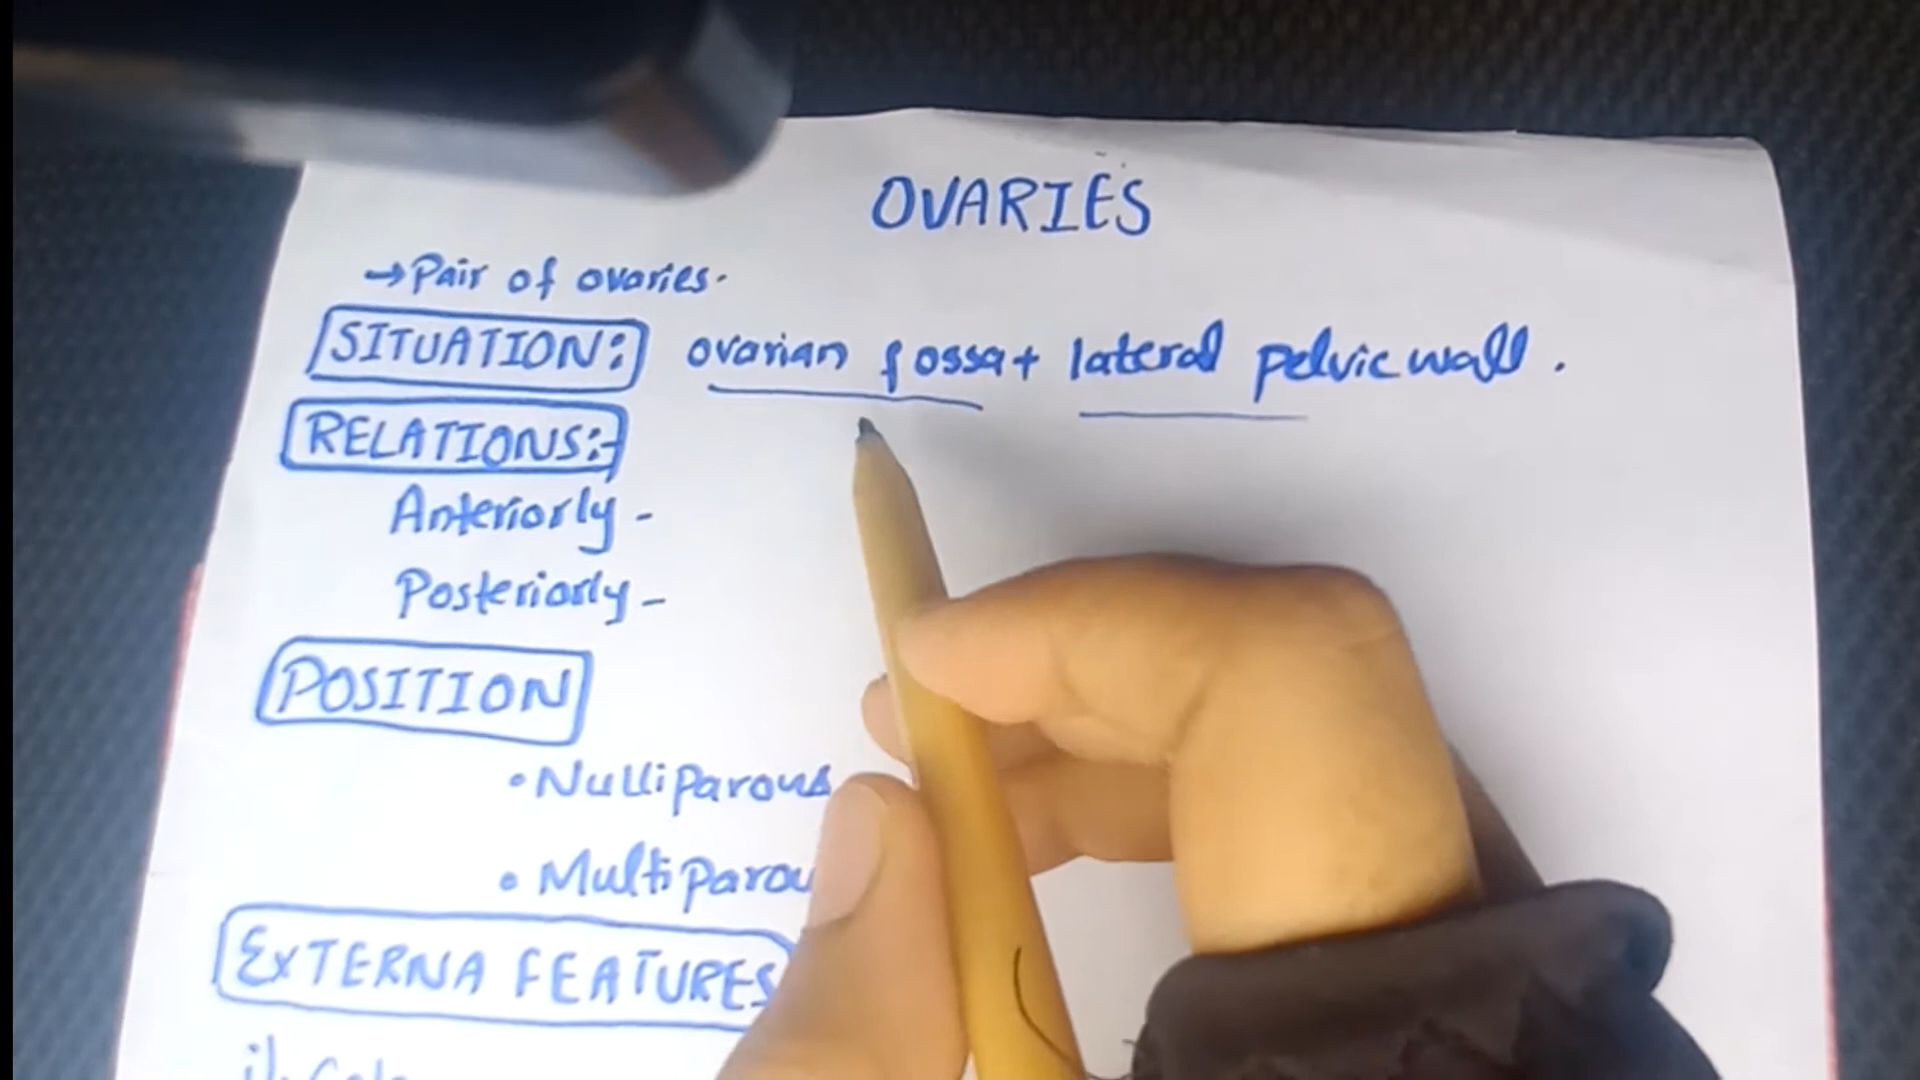 OVARIES
→Pair of ovaries.
SITUATION: ovarian fossa + lateral pelvic wall.
RELATIONS:-
Anteriorly -
Posteriorly -
POSITION
• Nulliparous
• Multiparou
EXTERNA FEATURES
i).